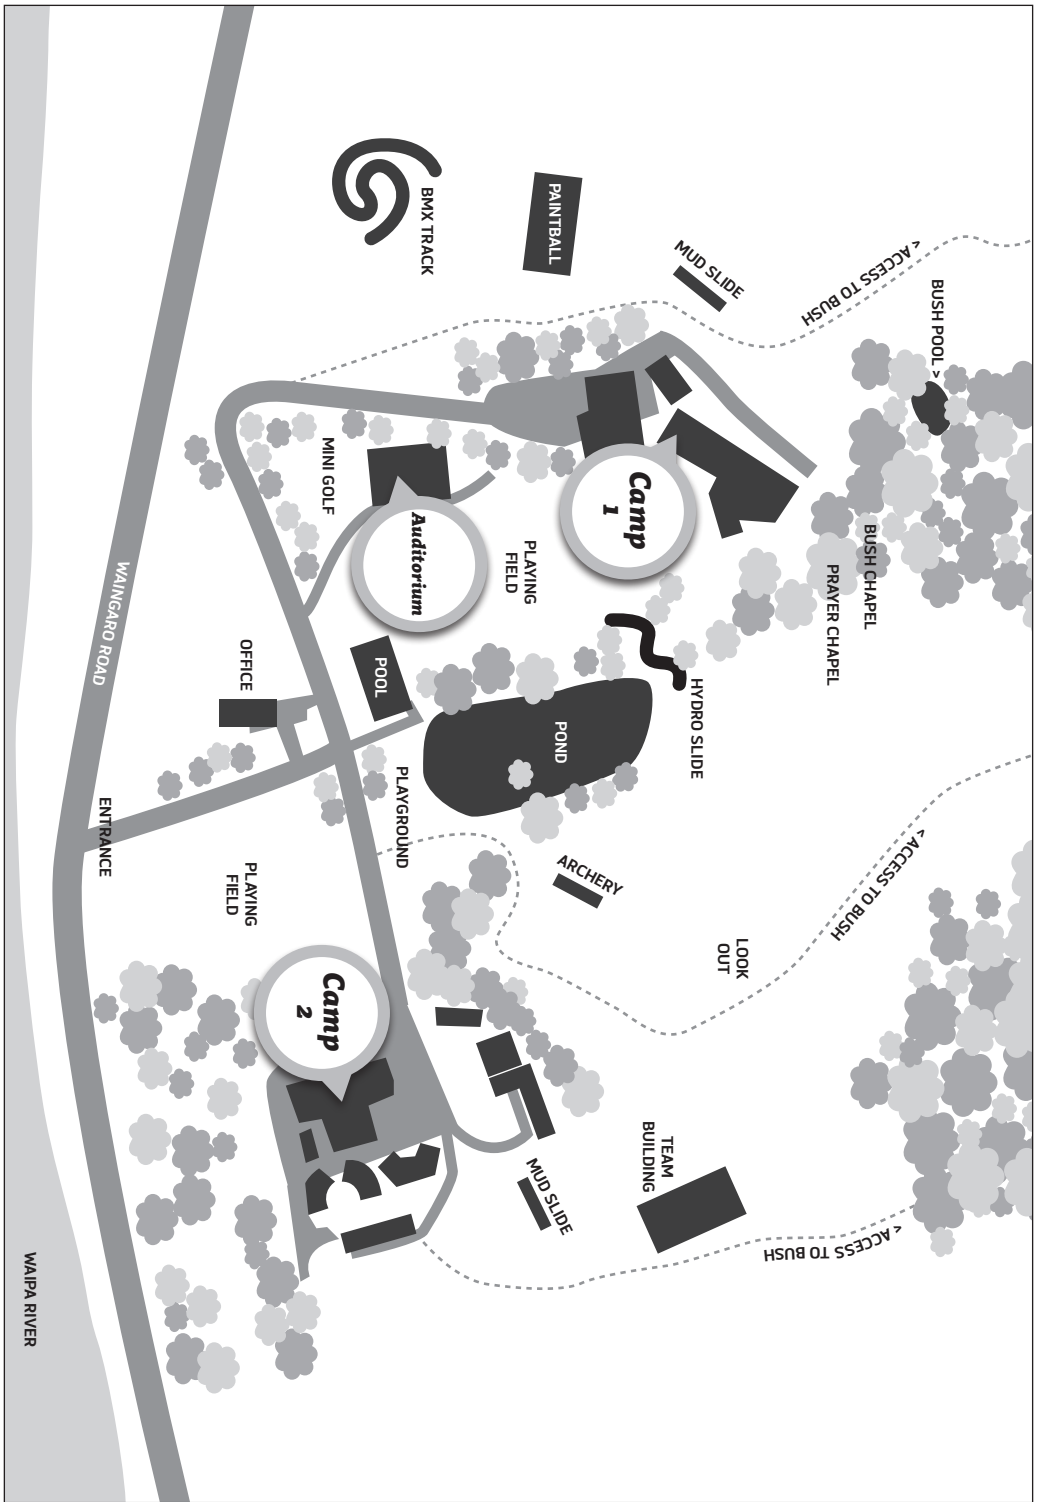 BUSH POOL >
< ACCESS TO BUSH
< ACCESS TO BUSH
< ACCESS TO BUSH
BUSH CHAPEL
PRAYER CHAPEL
MUD SLIDE
HYDRO SLIDE
LOOK
OUT
TEAM
BUILDING
Camp
1
PAINTBALL
PLAYING
FIELD
POND
ARCHERY
MUD SLIDE
BMX TRACK
Auditorium
POOL
PLAYGROUND
MINI GOLF
Camp
2
OFFICE
PLAYING
FIELD
WAINGARO ROAD
ENTRANCE
WAIPA RIVER